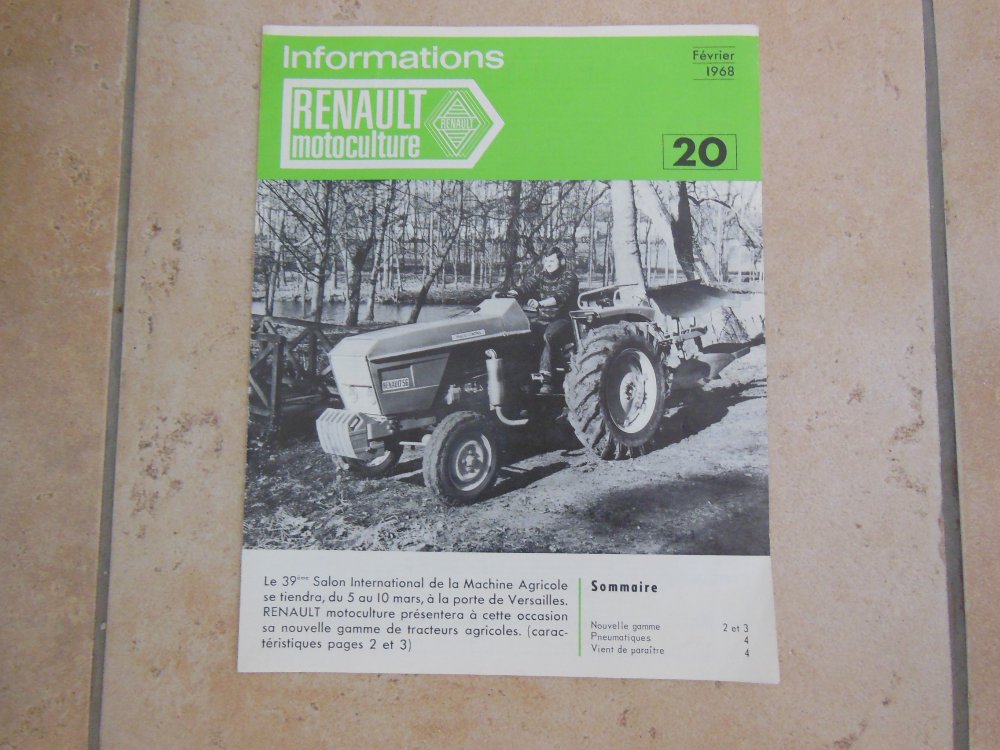 Informations
Février
1968
RENAULT
motoculture
RENAULT
20
RENAULT 56
Le 39ème Salon International de la Machine Agricole
se tiendra, du 5 au 10 mars, à la porte de Versailles.
RENAULT motoculture présentera à cette occasion
sa nouvelle gamme de tracteurs agricoles. (carac-
téristiques pages 2 et 3)
Sommaire
Nouvelle gamme 2 et 3
Pneumatiques 4
Vient de paraître 4